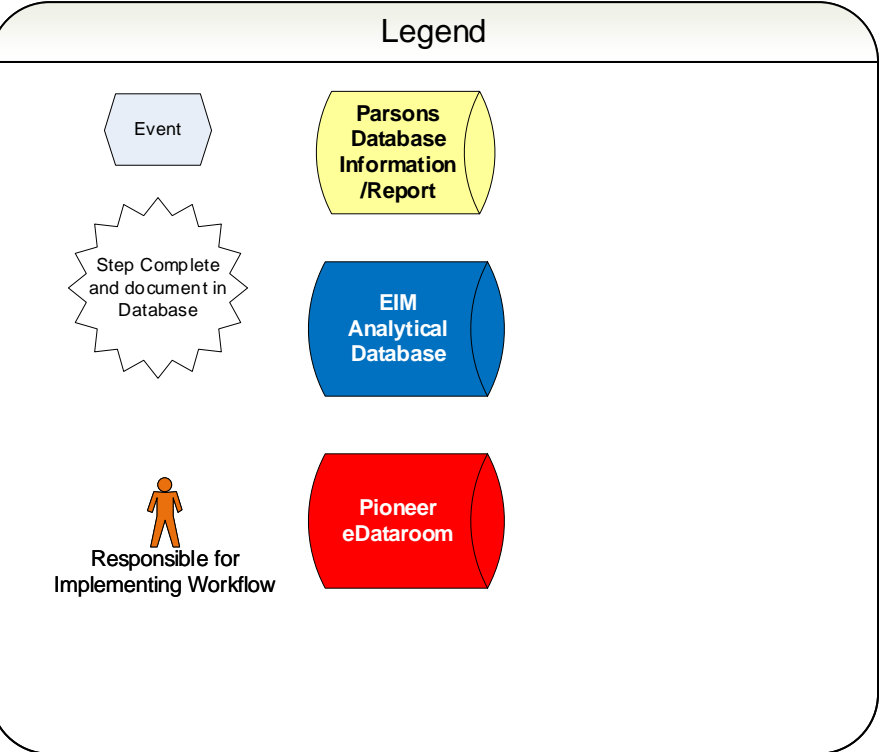 Legend
Event
Parsons
Database
Information
/Report
Step Complete
and document in
Database
EIM
Analytical
Database
Responsible for
Implementing Workflow
Pioneer
eDataroom